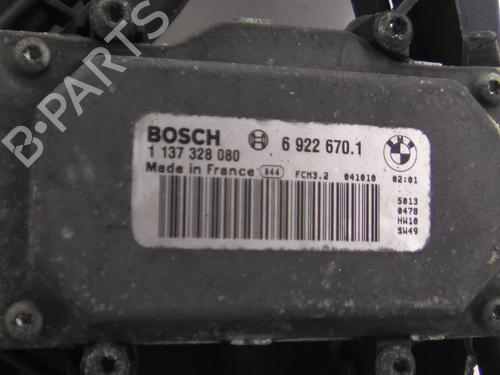 B-PARTS
BOSCH 6 922 670.1
1 137 328 080
Made in France 044 FCM3.2 041010 02:01
5013
0478
HW10
SW49
BMW